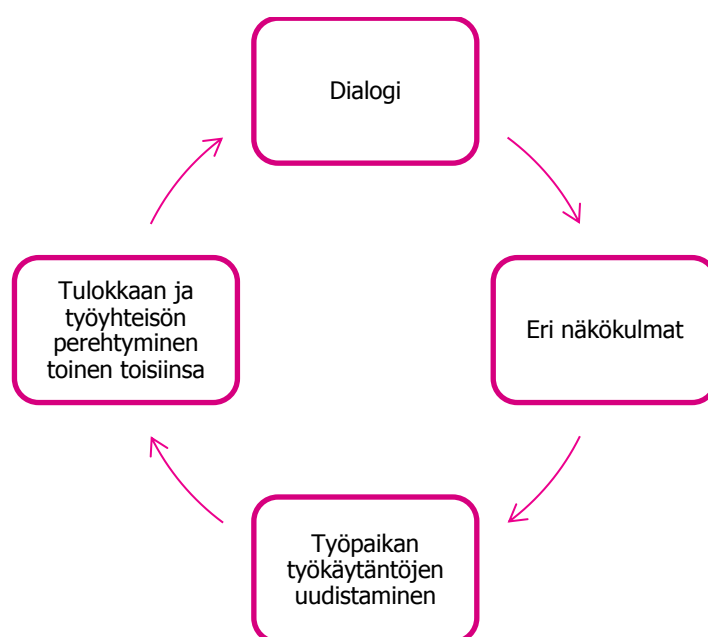 Dialogi
Eri näkökulmat
Työpaikan
työkäytäntöjen
uudistaminen
Tulokkaan ja
työyhteisön
perehtyminen
toinen toisiinsa